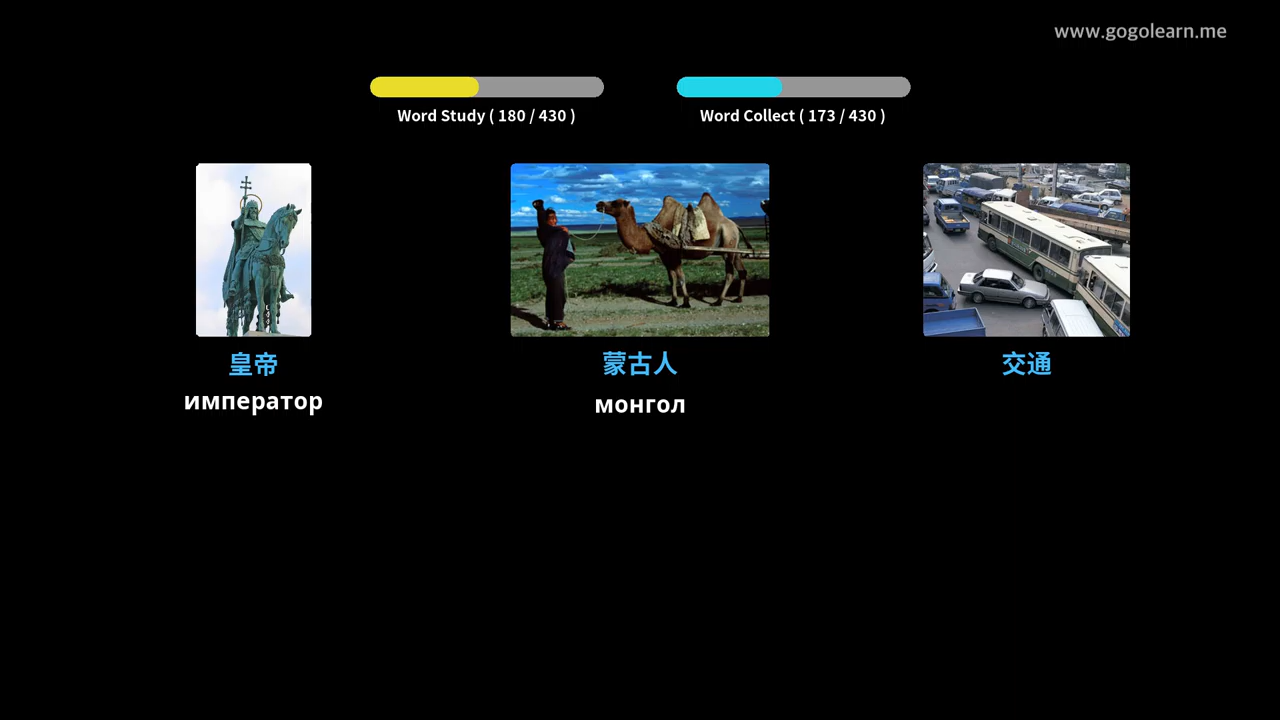 www.gogolearn.me
Word Study ( 180 / 430 )
Word Collect ( 173 / 430 )
皇帝
蒙古人
交通
император
монгол